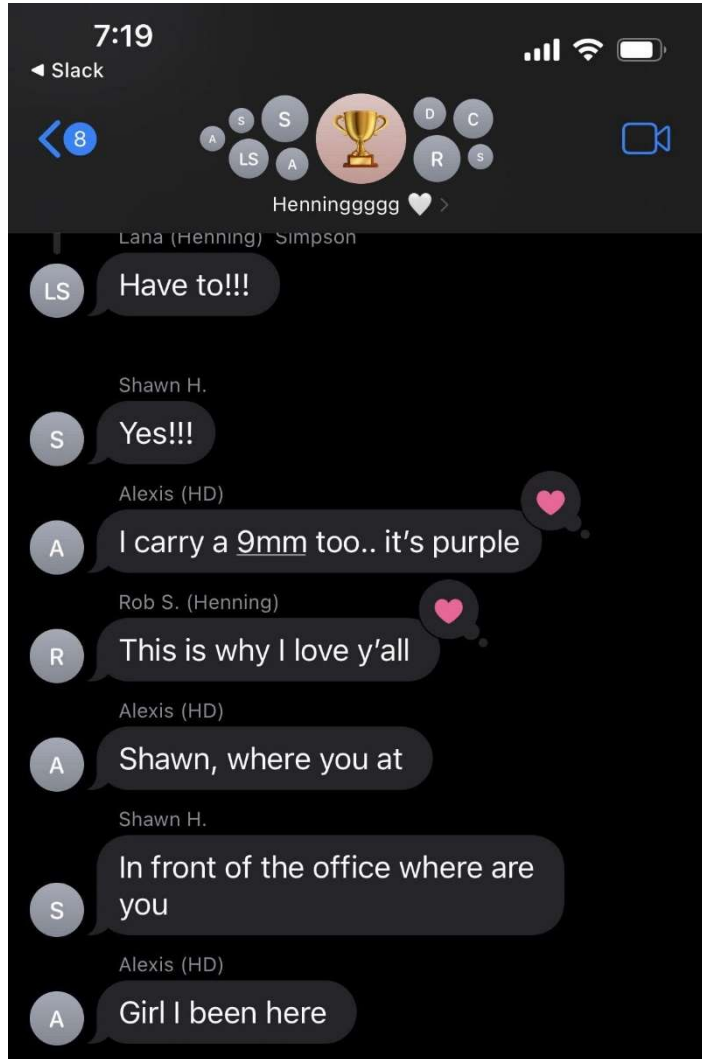 7:19
◀ Slack
8
S
A
S
LS
A
D
C
R
S
Henninggggg 🤍 >
Lana (Henning) Simpson
LS
Have to!!!
Shawn H.
S
Yes!!!
Alexis (HD)
A
I carry a 9mm too.. it's purple
Rob S. (Henning)
R
This is why I love y'all
Alexis (HD)
A
Shawn, where you at
Shawn H.
In front of the office where are
S
you
Alexis (HD)
A
Girl I been here